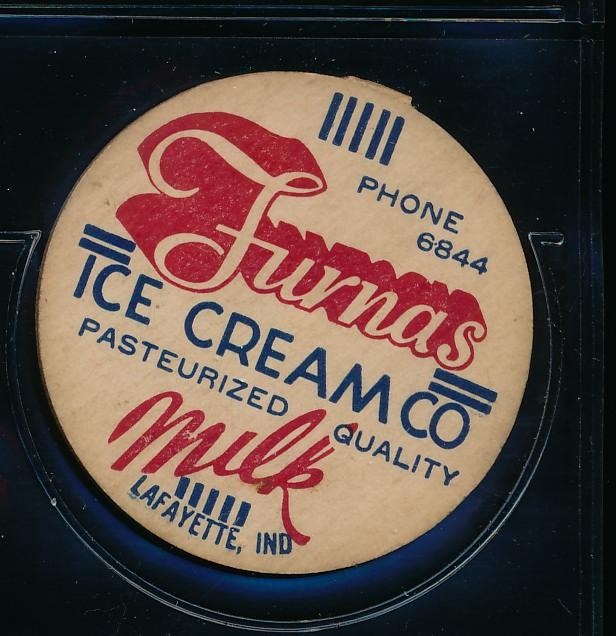 PHONE
6844
Furnas
ICE CREAM CO
PASTEURIZED QUALITY
Milk
LAFAYETTE, IND